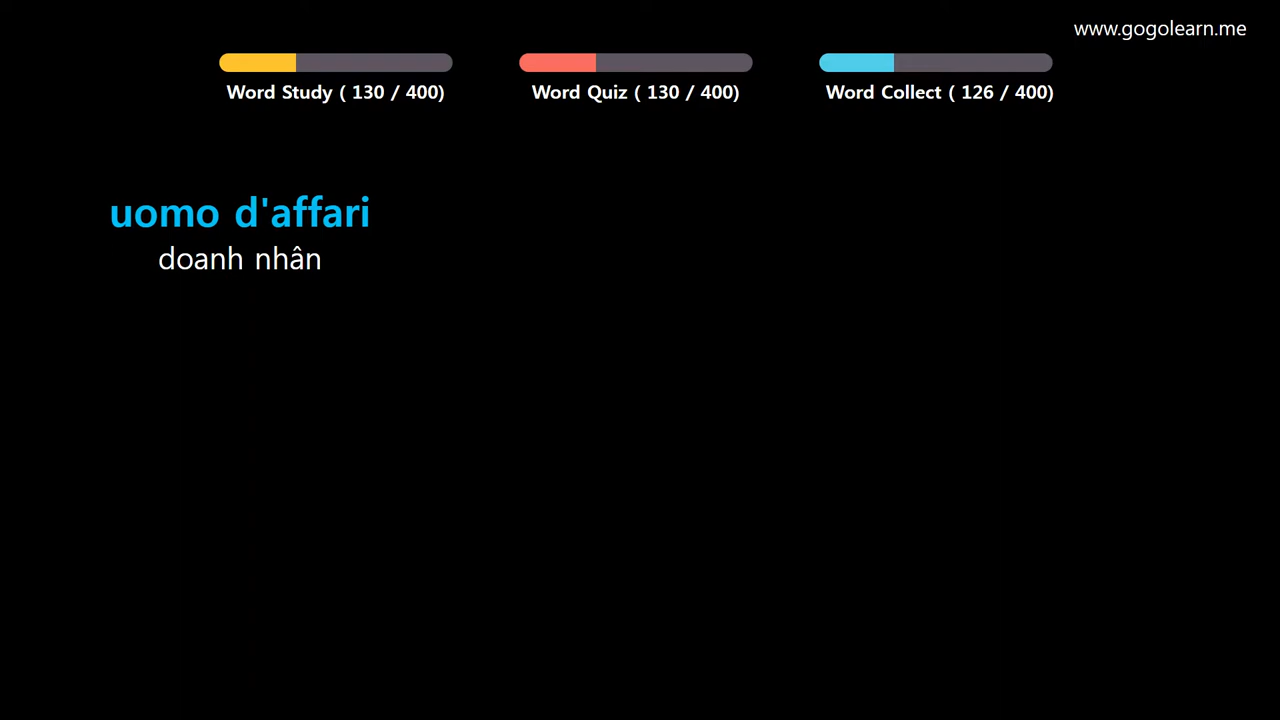 www.gogolearn.me
Word Study ( 130 / 400)
Word Quiz ( 130 / 400)
Word Collect ( 126 / 400)
uomo d'affari
doanh nhân